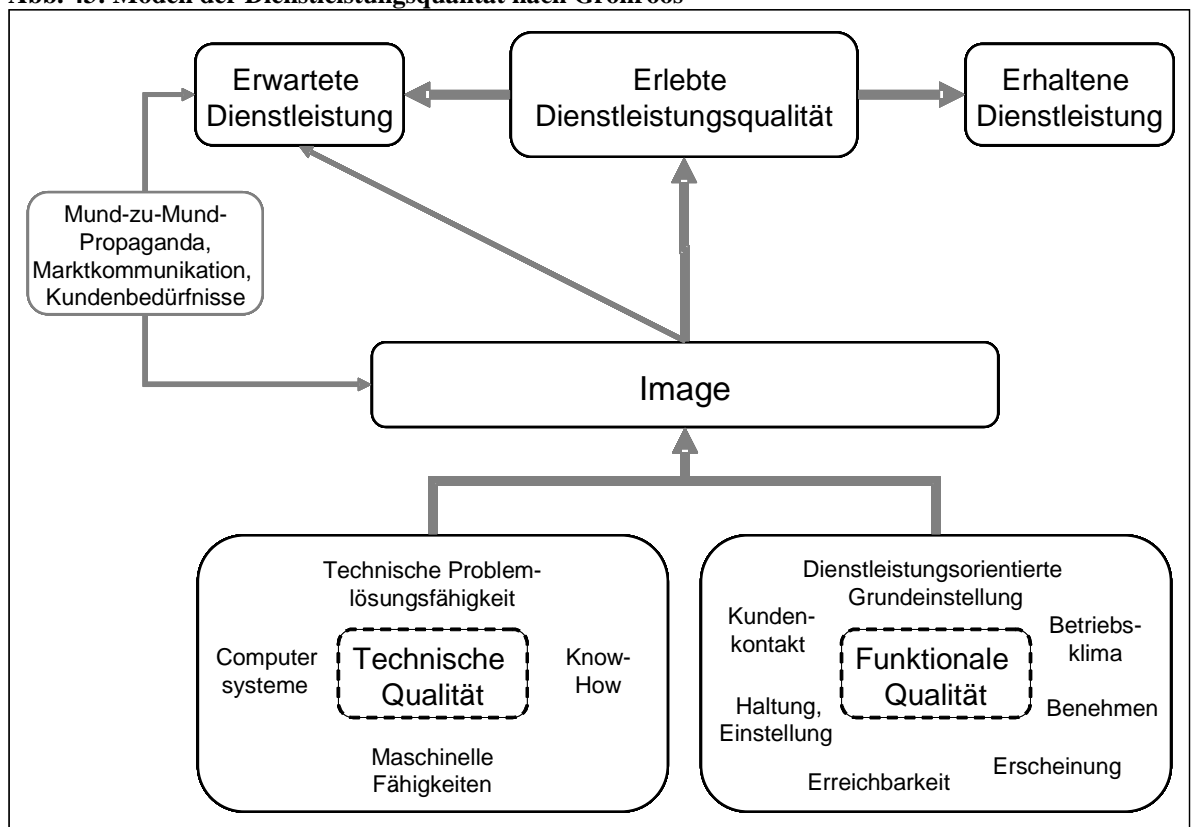 Abb. 43: Modell der Dienstleistungsqualität nach Grönroos
Erwartete
Dienstleistung
Erlebte
Dienstleistungsqualität
Erhaltene
Dienstleistung
Mund-zu-Mund-
Propaganda,
Marktkommunikation,
Kundenbedürfnisse
Image
Technische Problem-
lösungsfähigkeit
Computer
systeme
Technische
Qualität
Know-
How
Maschinelle
Fähigkeiten
Dienstleistungsorientierte
Grundeinstellung
Kunden-
kontakt
Funktionale
Qualität
Betriebs-
klima
Haltung,
Einstellung
Benehmen
Erreichbarkeit
Erscheinung